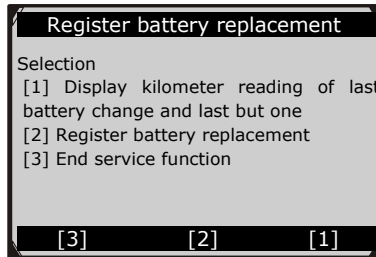 Register battery replacement
Selection
[1] Display kilometer reading of last
battery change and last but one
[2] Register battery replacement
[3] End service function
[3] [2] [1]